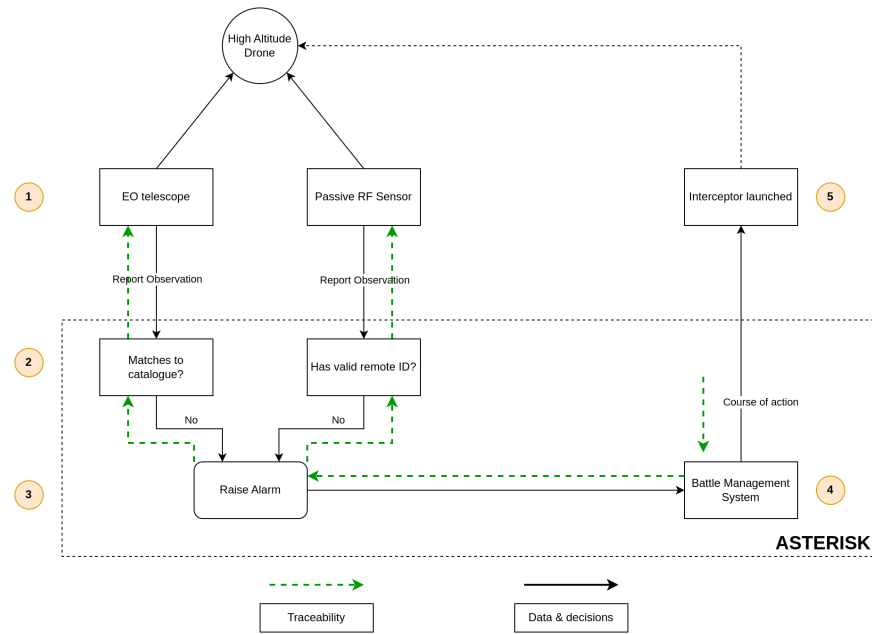 High Altitude
Drone
1
EO telescope
Passive RF Sensor
Interceptor launched
5
Report Observation
Report Observation
2
Matches to
catalogue?
Has valid remote ID?
Course of action
No
No
3
Raise Alarm
Battle Management
System
4
ASTERISK
Traceability
Data & decisions